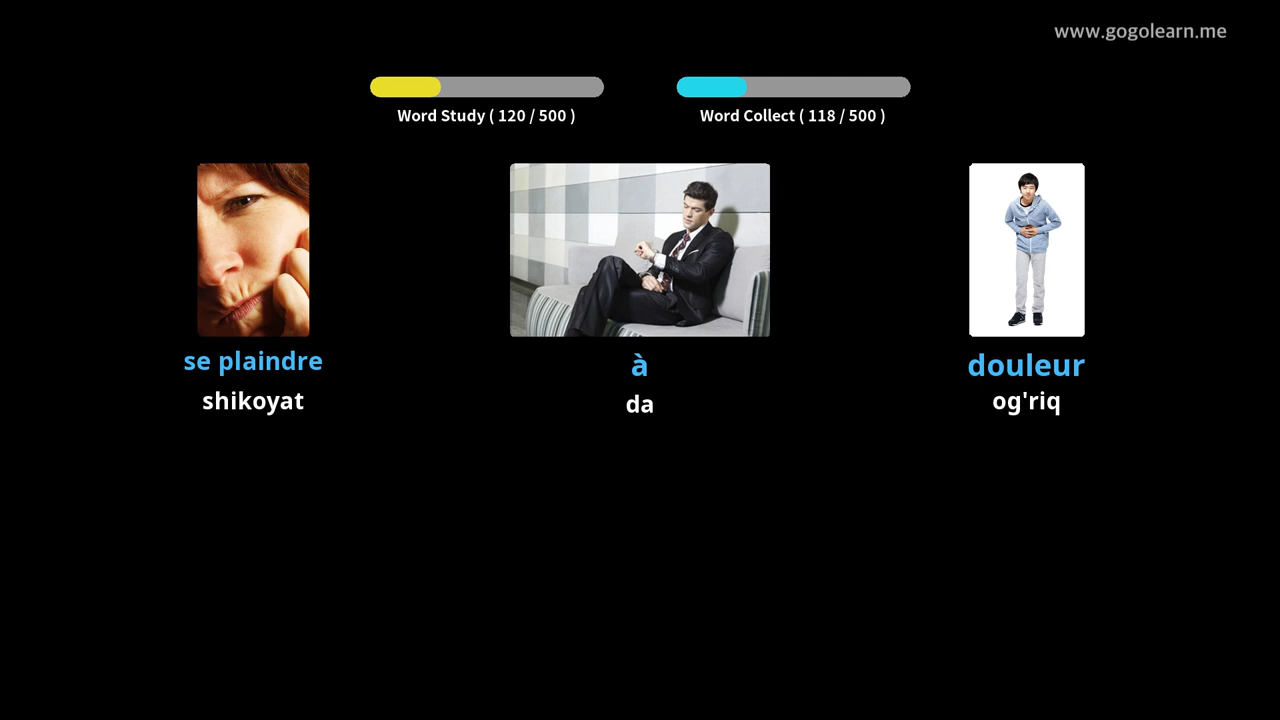 www.gogolearn.me
Word Study ( 120 / 500 )
Word Collect ( 118 / 500 )
se plaindre
à
douleur
shikoyat
da
og'riq